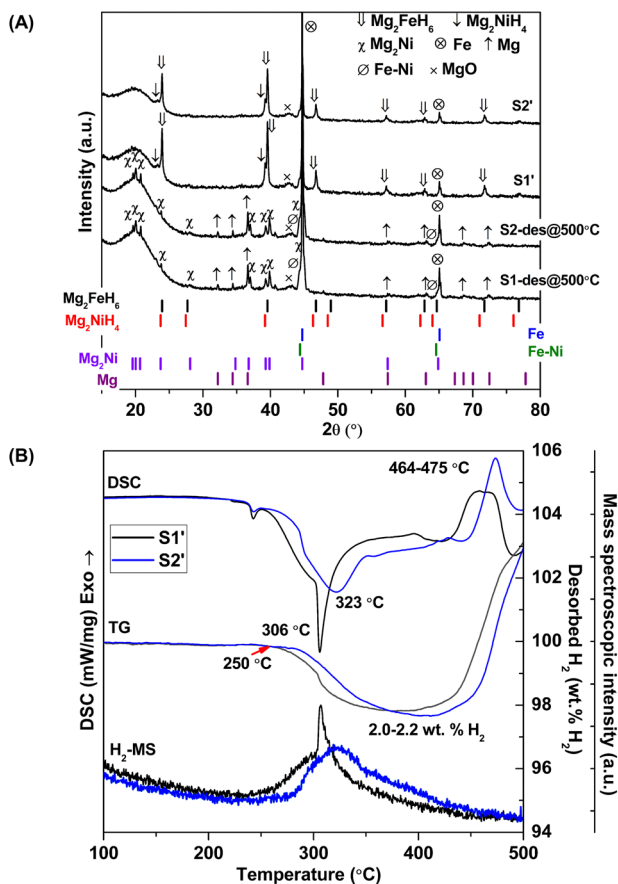 (A)
⇓ Mg₂FeH₆ ↓ Mg₂NiH₄
χ Mg₂Ni ⊗ Fe ↑ Mg
∅ Fe-Ni × MgO
Intensity (a.u.)
S2'
S1'
S2-des@500°C
S1-des@500°C
Mg₂FeH₆
Mg₂NiH₄
Fe
Fe-Ni
Mg₂Ni
Mg
20 30 40 50 60 70 80
2θ (°)
(B)
DSC
S1'
S2'
TG
H₂-MS
464-475 °C
323 °C
306 °C
250 °C
2.0-2.2 wt. % H₂
DSC (mW/mg) Exo →
106
104
102
100
98
96
94
Desorbed H₂ (wt.% H₂)
Mass spectroscopic intensity (a.u.)
100 200 300 400 500
Temperature (°C)